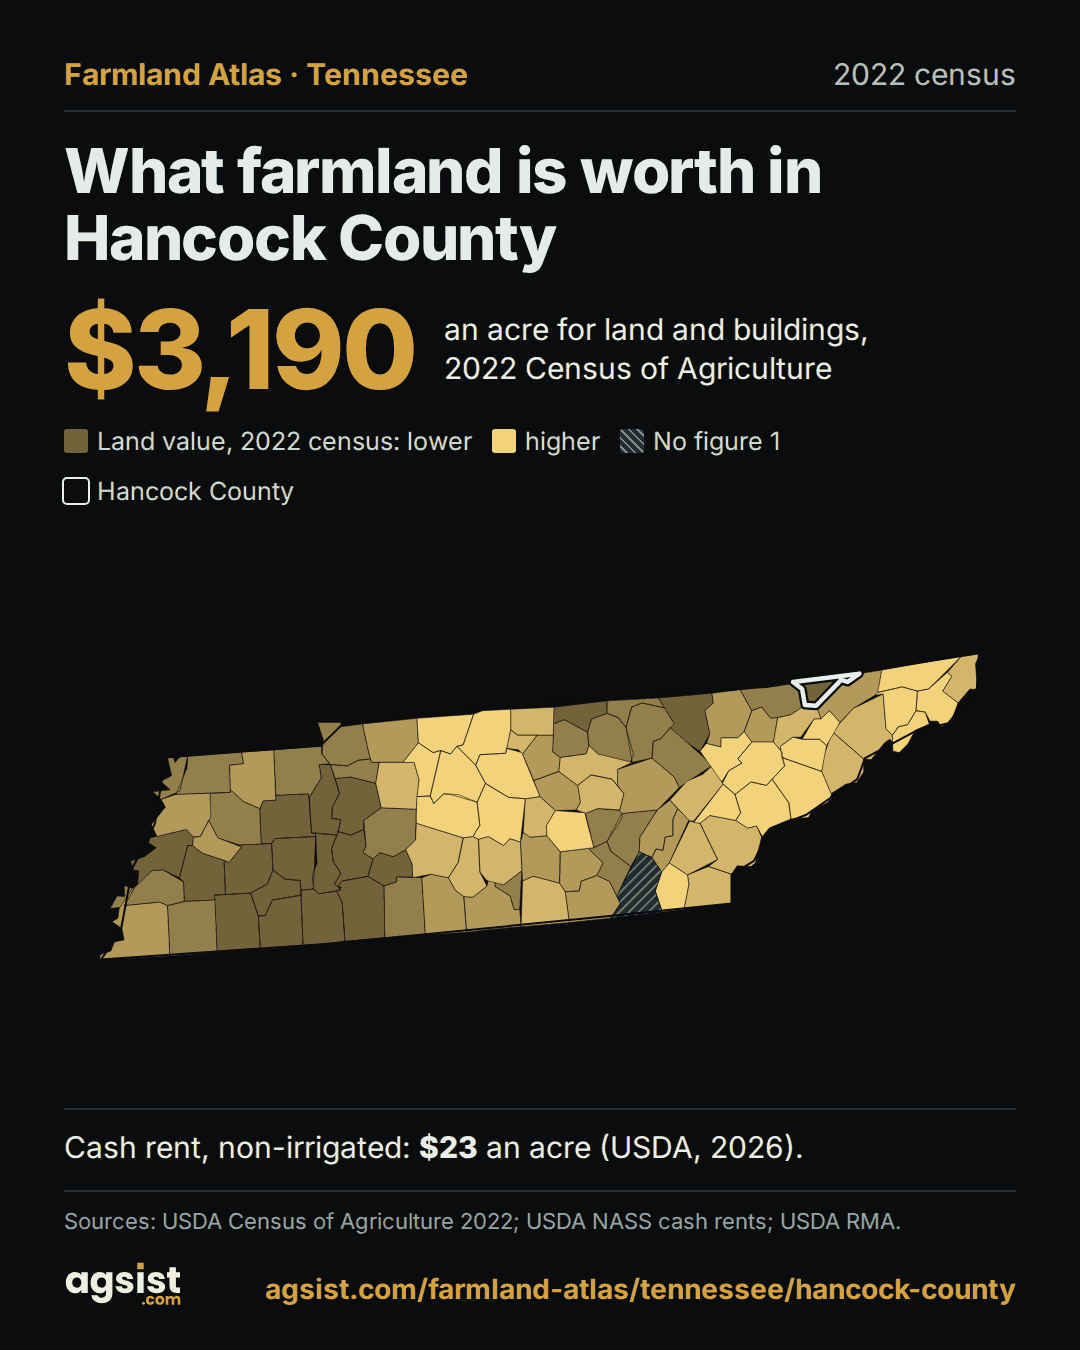 Farmland Atlas · Tennessee
2022 census
What farmland is worth in
Hancock County
$3,190
an acre for land and buildings,
2022 Census of Agriculture
Land value, 2022 census: lower
higher
No figure 1
Hancock County
Cash rent, non-irrigated: $23 an acre (USDA, 2026).
Sources: USDA Census of Agriculture 2022; USDA NASS cash rents; USDA RMA.
agsist
.com
agsist.com/farmland-atlas/tennessee/hancock-county